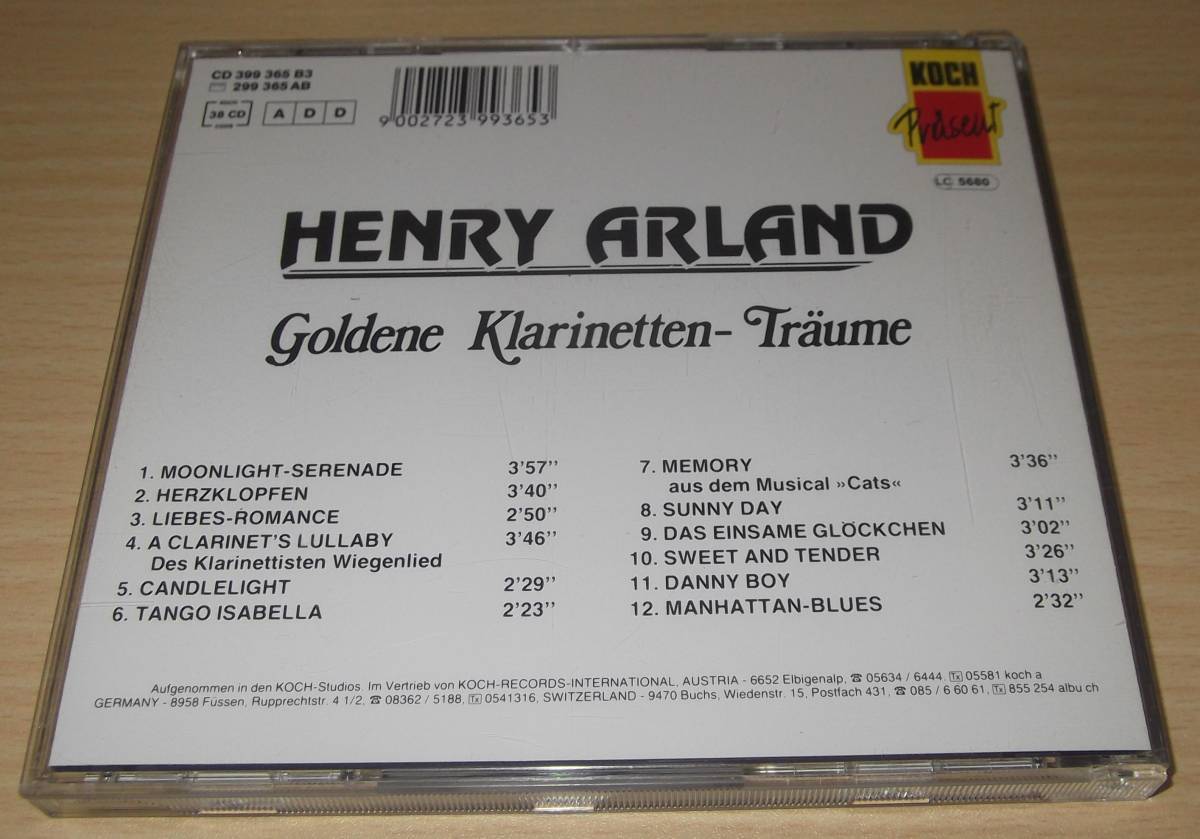 CD 399 365 B3
299 365 AB
38 CD
A D D
9 002723 993653
KOCH
Präsent
LC 5680
HENRY ARLAND
Goldene Klarinetten-Träume
1. MOONLIGHT-SERENADE 3'57''
2. HERZKLOPFEN 3'40''
3. LIEBES-ROMANCE 2'50''
4. A CLARINET'S LULLABY 3'46''
Des Klarinettisten Wiegenlied
5. CANDLELIGHT 2'29''
6. TANGO ISABELLA 2'23''
7. MEMORY 3'36''
aus dem Musical »Cats«
8. SUNNY DAY 3'11''
9. DAS EINSAME GLÖCKCHEN 3'02''
10. SWEET AND TENDER 3'26''
11. DANNY BOY 3'13''
12. MANHATTAN-BLUES 2'32''
Aufgenommen in den KOCH-Studios. Im Vertrieb von KOCH-RECORDS-INTERNATIONAL, AUSTRIA - 6652 Elbigenalp, ☎ 05634 / 6444, Tx 05581 koch a
GERMANY - 8958 Füssen, Rupprechtstr. 4 1/2, ☎ 08362 / 5188, Tx 0541316, SWITZERLAND - 9470 Buchs, Wiedenstr. 15, Postfach 431, ☎ 085 / 6 60 61, Tx 855 254 albu ch